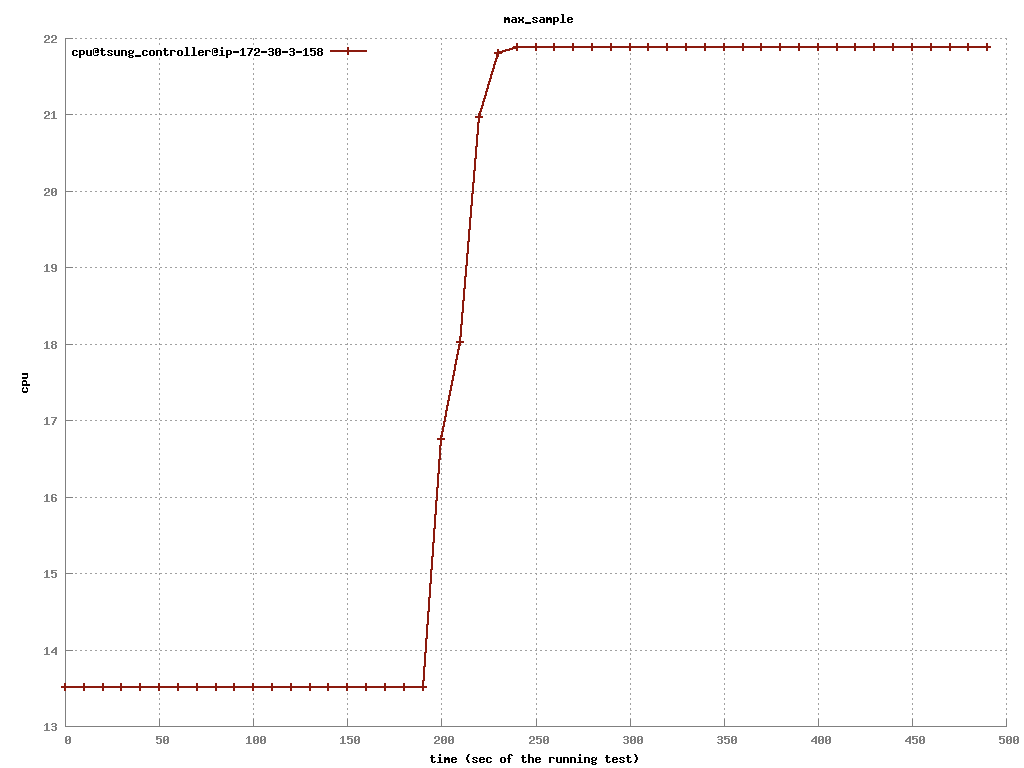 max_sample
cpu@tsung_controller@ip-172-30-3-158
22
21
20
19
18
17
16
15
14
13
cpu
0 50 100 150 200 250 300 350 400 450 500
time (sec of the running test)